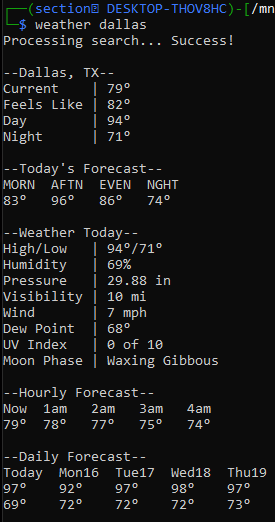 ┌──(section㉿ DESKTOP-THOV8HC)-[/mn
└─$ weather dallas
Processing search... Success!
--Dallas, TX--
Current | 79°
Feels Like | 82°
Day | 94°
Night | 71°
--Today's Forecast--
MORN AFTN EVEN NGHT
83° 96° 86° 74°
--Weather Today--
High/Low | 94°/71°
Humidity | 69%
Pressure | 29.88 in
Visibility | 10 mi
Wind | 7 mph
Dew Point | 68°
UV Index | 0 of 10
Moon Phase | Waxing Gibbous
--Hourly Forecast--
Now 1am 2am 3am 4am
79° 78° 77° 75° 74°
--Daily Forecast--
Today Mon16 Tue17 Wed18 Thu19
97° 92° 97° 98° 97°
69° 72° 72° 72° 73°